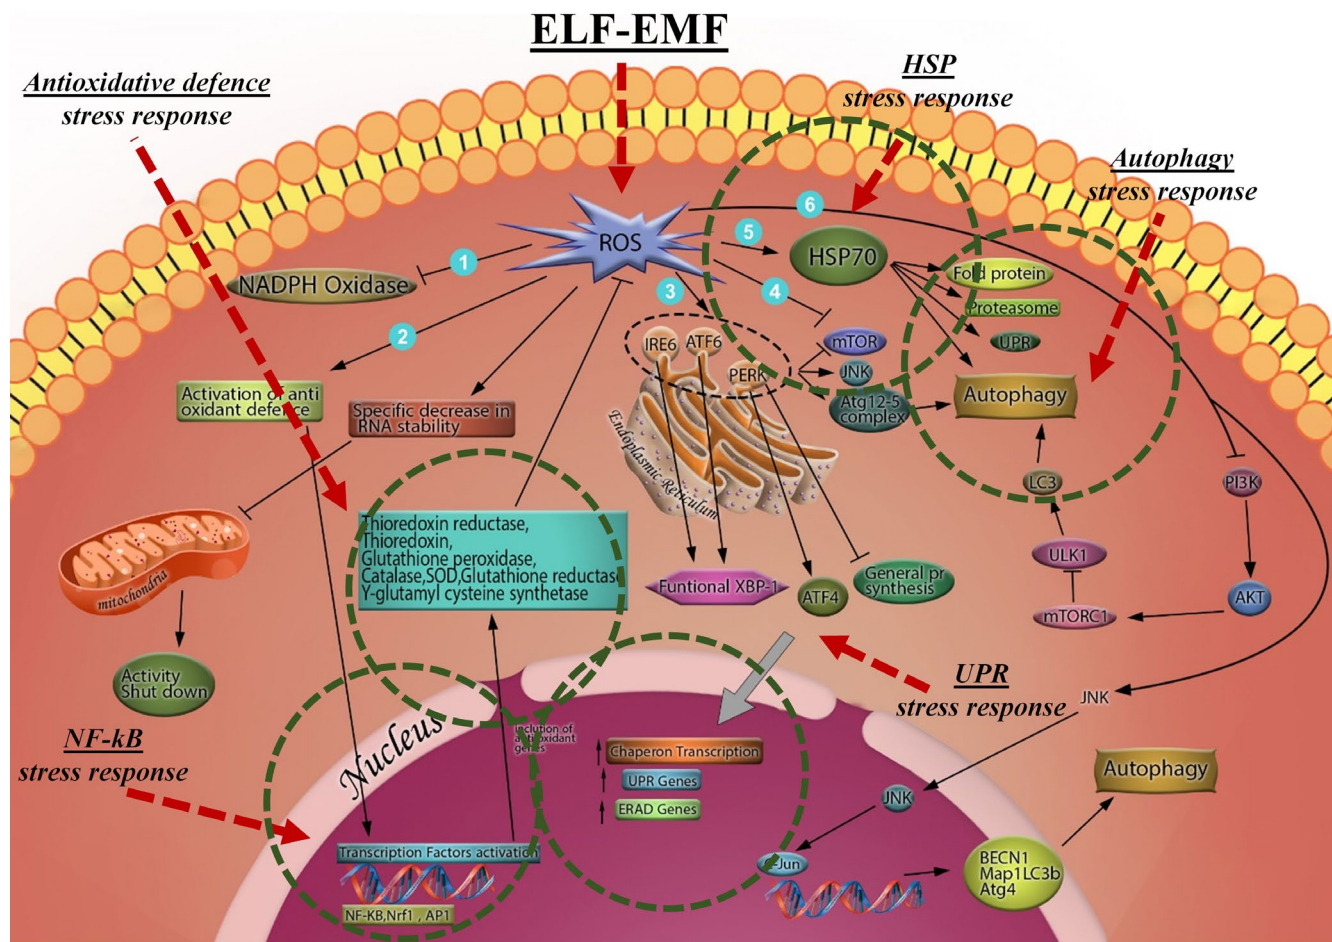 ELF-EMF
Antioxidative defence
stress response
HSP
stress response
Autophagy
stress response
ROS
1
2
3
4
5
6
NADPH Oxidase
HSP70
Fold protein
Proteasome
UPR
mTOR
JNK
Atg12-5
complex
Autophagy
IRE6
ATF6
PERK
Endoplasmic Reticulum
Activation of anti
oxidant defence
Specific decrease in
RNA stability
LC3
PI3K
ULK1
AKT
mTORC1
mitochondria
Thioredoxin reductase,
Thioredoxin,
Glutathione peroxidase,
Catalase,SOD,Glutathione reductase
Y-glutamyl cysteine synthetase
Funtional XBP-1
ATF4
General pr
synthesis
Activity
Shut down
UPR
stress response
JNK
NF-kB
stress response
Nucleus
Inclution of
antioxidant
genes
Chaperon Transcription
UPR Genes
ERAD Genes
JNK
Autophagy
Transcription Factors activation
NF-KB,Nrf1 , AP1
C-Jun
BECN1
Map1LC3b
Atg4